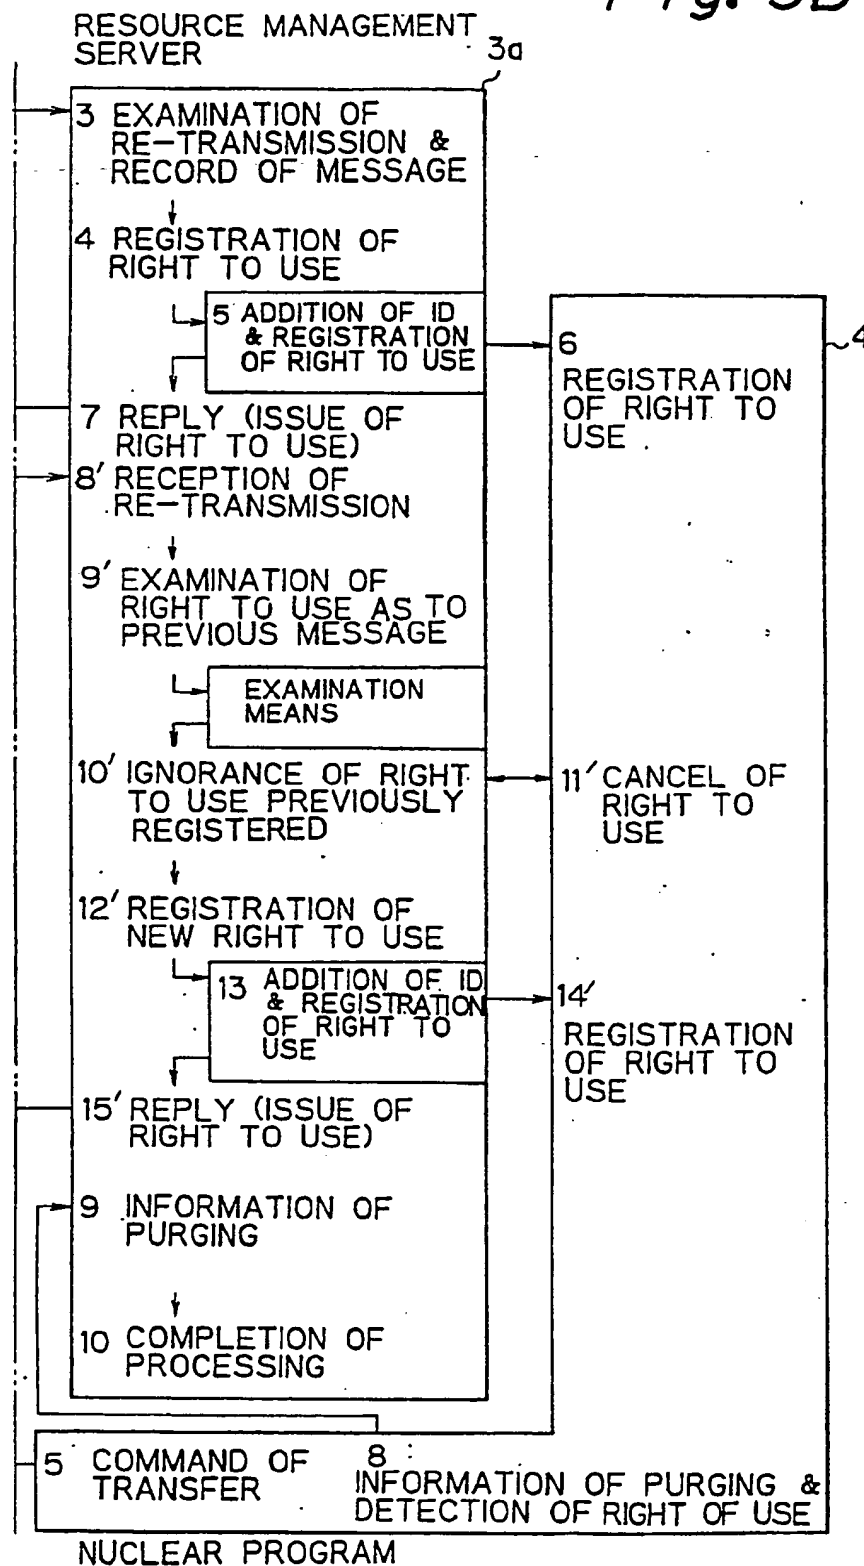 Fig. 5B
RESOURCE MANAGEMENT
SERVER
3a
3 EXAMINATION OF
RE-TRANSMISSION &
RECORD OF MESSAGE
4 REGISTRATION OF
RIGHT TO USE
5 ADDITION OF ID
& REGISTRATION
OF RIGHT TO USE
6
REGISTRATION
OF RIGHT TO
USE
4
7 REPLY (ISSUE OF
RIGHT TO USE)
8' RECEPTION OF
RE-TRANSMISSION
9' EXAMINATION OF
RIGHT TO USE AS TO
PREVIOUS MESSAGE
EXAMINATION
MEANS
10' IGNORANCE OF RIGHT
TO USE PREVIOUSLY
REGISTERED
11' CANCEL OF
RIGHT TO
USE
12' REGISTRATION OF
NEW RIGHT TO USE
13 ADDITION OF ID
& REGISTRATION
OF RIGHT TO
USE
14'
REGISTRATION
OF RIGHT TO
USE
15' REPLY (ISSUE OF
RIGHT TO USE)
9 INFORMATION OF
PURGING
10 COMPLETION OF
PROCESSING
5 COMMAND OF
TRANSFER
8
INFORMATION OF PURGING &
DETECTION OF RIGHT OF USE
NUCLEAR PROGRAM